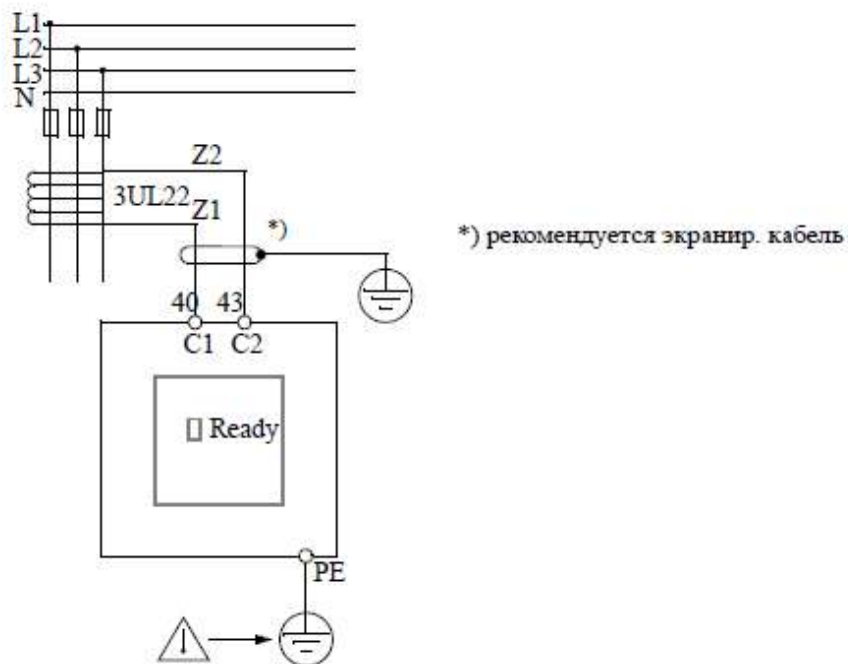 L1
L2
L3
N
Z2
3UL22
Z1
*)
*) рекомендуется экранир. кабель
40
43
C1
C2
Ready
PE